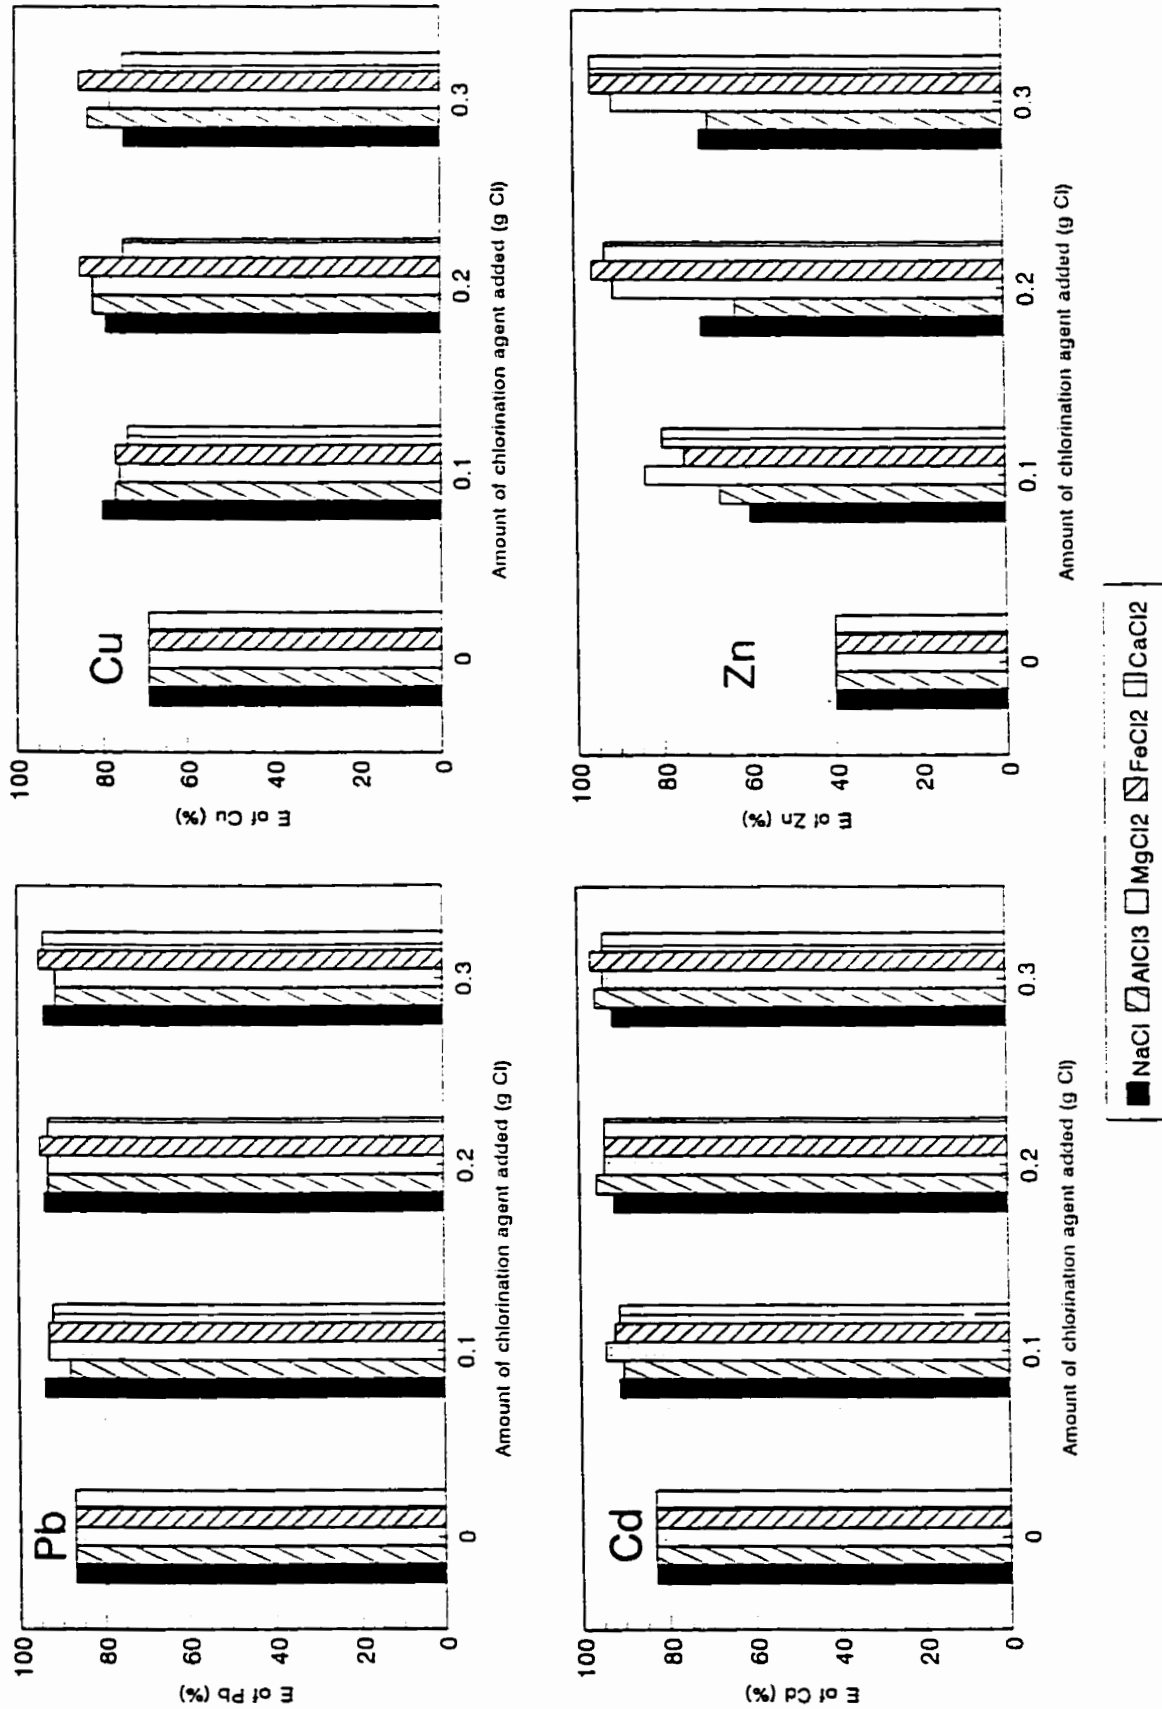 Pb
E of Pb (%)
100
80
60
40
20
0
0 0.1 0.2 0.3
Amount of chlorination agent added (g Cl)
Cu
E of Cu (%)
100
80
60
40
20
0
0 0.1 0.2 0.3
Amount of chlorination agent added (g Cl)
Cd
E of Cd (%)
100
80
60
40
20
0
0 0.1 0.2 0.3
Amount of chlorination agent added (g Cl)
Zn
E of Zn (%)
100
80
60
40
20
0
0 0.1 0.2 0.3
Amount of chlorination agent added (g Cl)
NaCl AlCl3 MgCl2 FeCl2 CaCl2